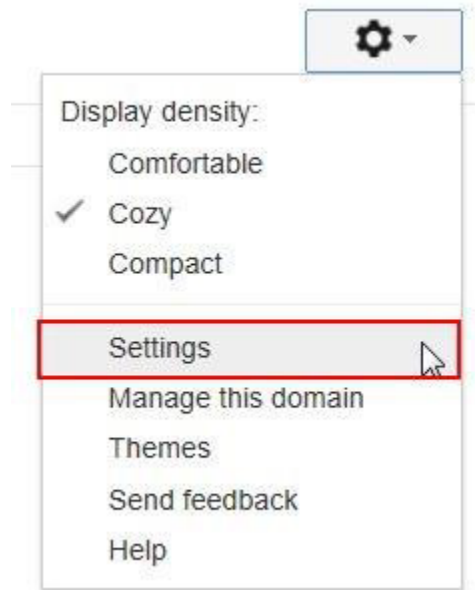 Display density:
Comfortable
Cozy
Compact
Settings
Manage this domain
Themes
Send feedback
Help